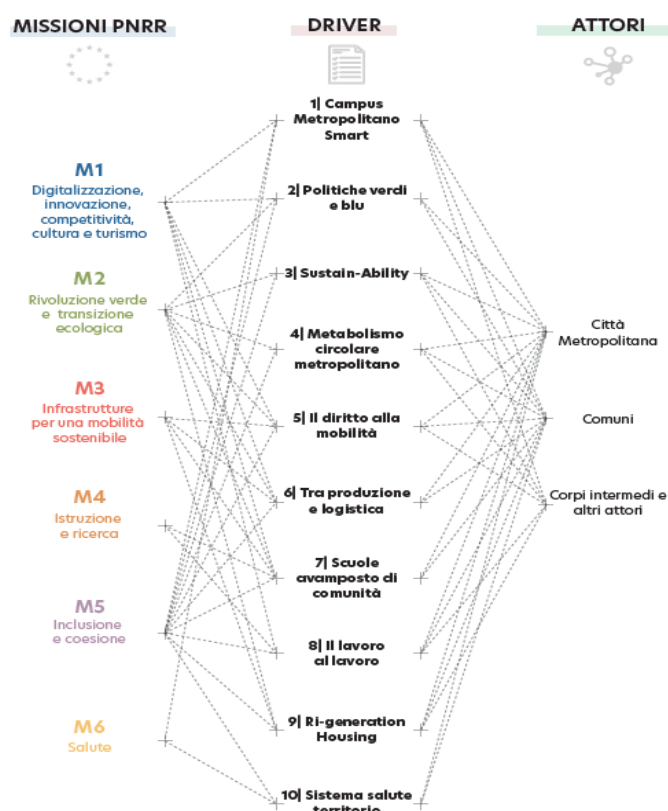 MISSIONI PNRR
DRIVER
ATTORI
M1
Digitalizzazione,
innovazione,
competitività,
cultura e turismo
M2
Rivoluzione verde
e transizione
ecologica
M3
Infrastrutture
per una mobilità
sostenibile
M4
Istruzione
e ricerca
M5
Inclusione
e coesione
M6
Salute
1| Campus
Metropolitano
Smart
2| Politiche verdi
e blu
3| Sustain-Ability
4| Metabolismo
circolare
metropolitano
5| Il diritto alla
mobilità
6| Tra produzione
e logistica
7| Scuole
avamposto di
comunità
8| Il lavoro
al lavoro
9| Ri-generation
Housing
10| Sistema salute
territorio
Città
Metropolitana
Comuni
Corpi intermedi e
altri attori